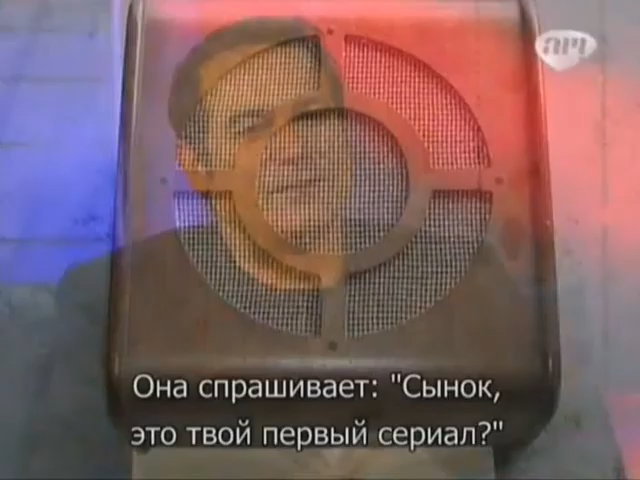 Она спрашивает: "Сынок,
это твой первый сериал?"